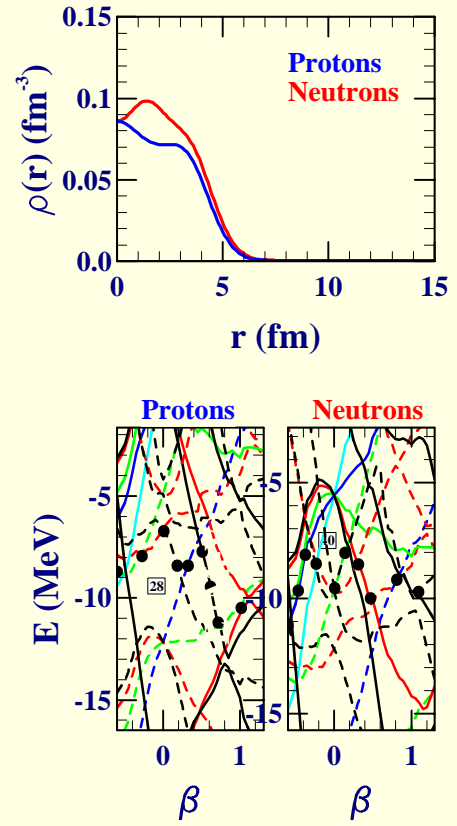 0.15
Protons
Neutrons
0.1
ρ(r) (fm⁻³)
0.05
0.0
0 5 10 15
r (fm)
Protons Neutrons
-5 -5
40
E (MeV)
28
-10 -10
-15 -15
0 1 0 1
β β